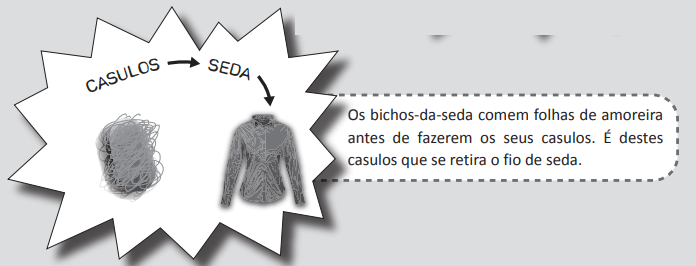 CASULOS
SEDA
Os bichos-da-seda comem folhas de amoreira
antes de fazerem os seus casulos. É destes
casulos que se retira o fio de seda.